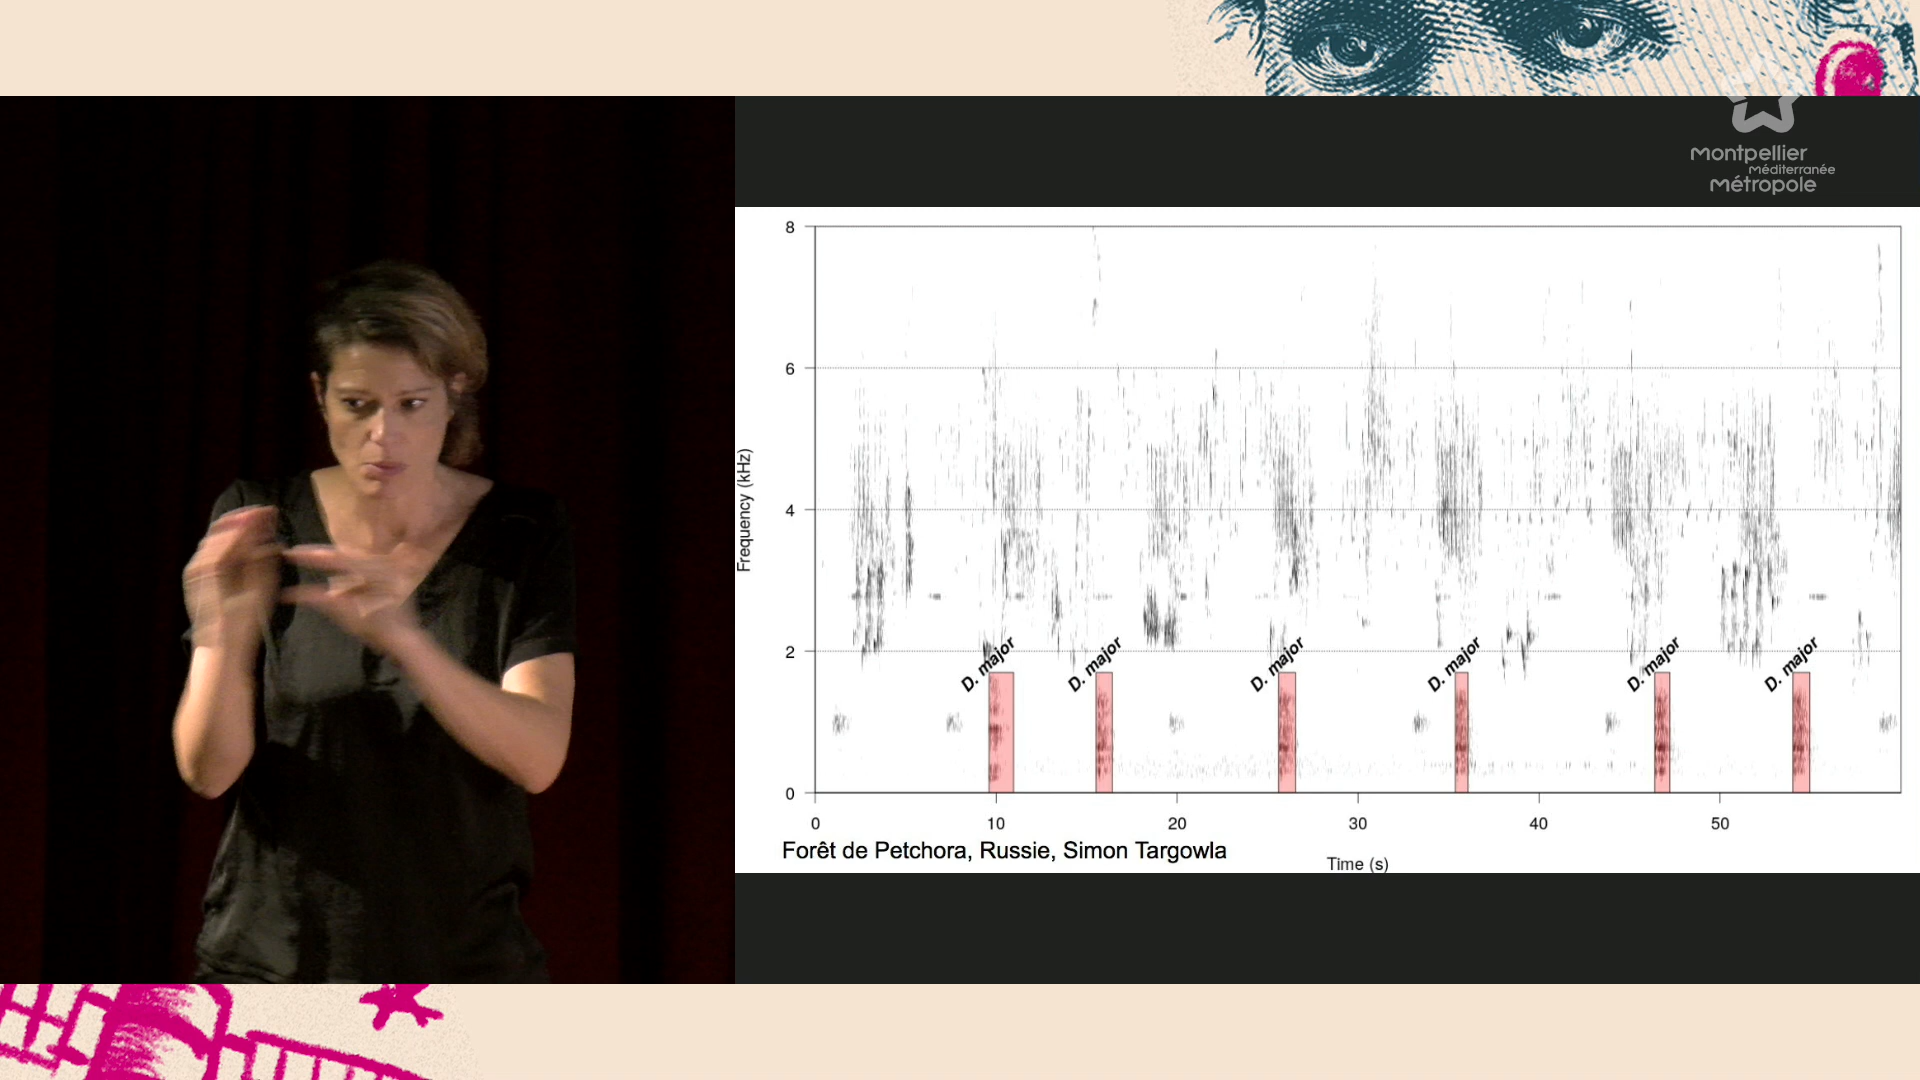 montpellier
méditerranée
métropole
8
6
4
2
0
Frequency (kHz)
D. major
D. major
D. major
D. major
D. major
D. major
0
10
20
30
40
50
Forêt de Petchora, Russie, Simon Targowla
Time (s)